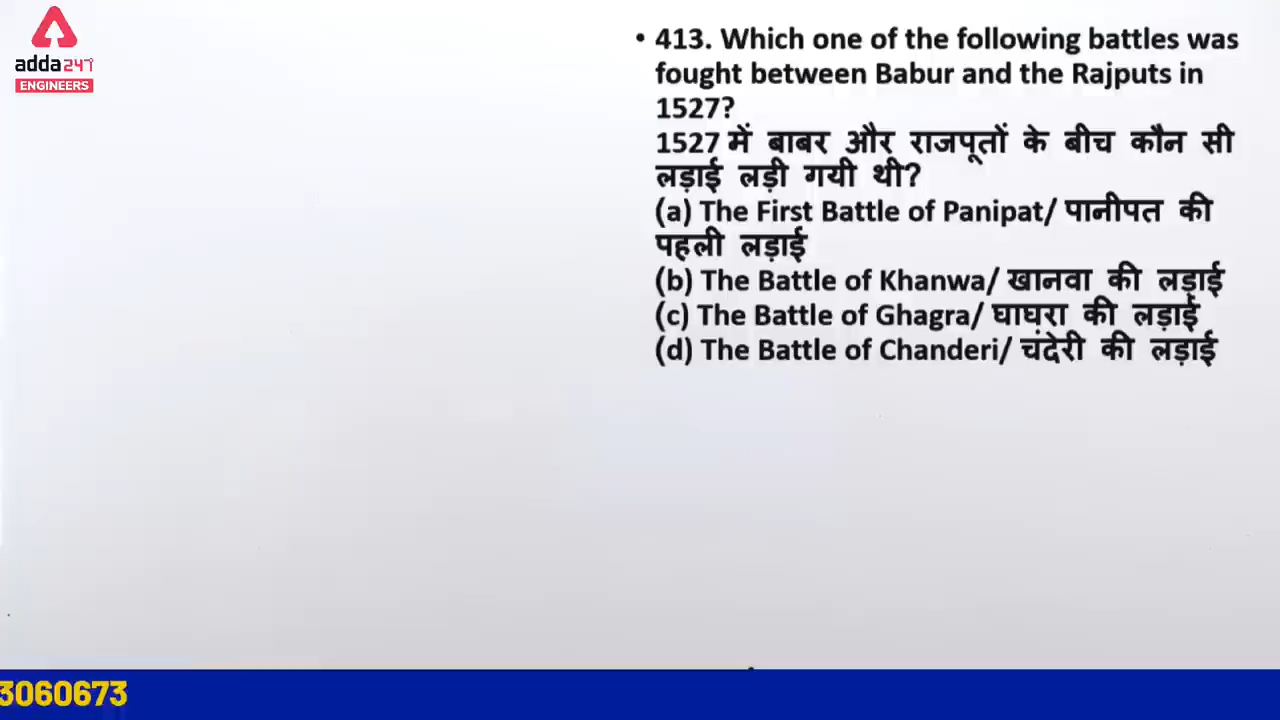 adda247
ENGINEERS
• 413. Which one of the following battles was
fought between Babur and the Rajputs in
1527?
1527 में बाबर और राजपूतों के बीच कौन सी
लड़ाई लड़ी गयी थी?
(a) The First Battle of Panipat/ पानीपत की
पहली लड़ाई
(b) The Battle of Khanwa/ खानवा की लड़ाई
(c) The Battle of Ghagra/ घाघरा की लड़ाई
(d) The Battle of Chanderi/ चंदेरी की लड़ाई
3060673